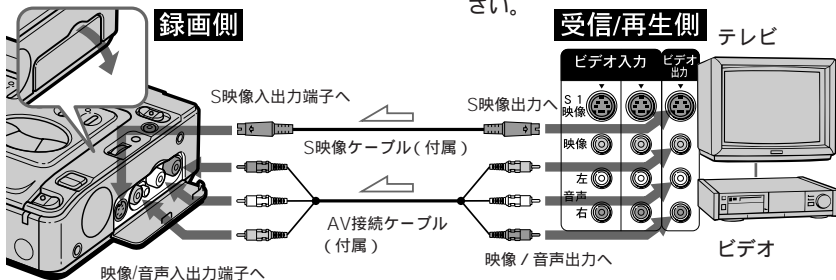 さい。
録画側
受信/再生側
テレビ
ビデオ入力
ビデオ
出力
S映像入出力端子へ
S映像出力へ
S 1
映像
S映像ケーブル(付属)
映像
左
音声
右
AV接続ケーブル
(付属)
映像/音声出力へ
ビデオ
映像/音声入出力端子へ